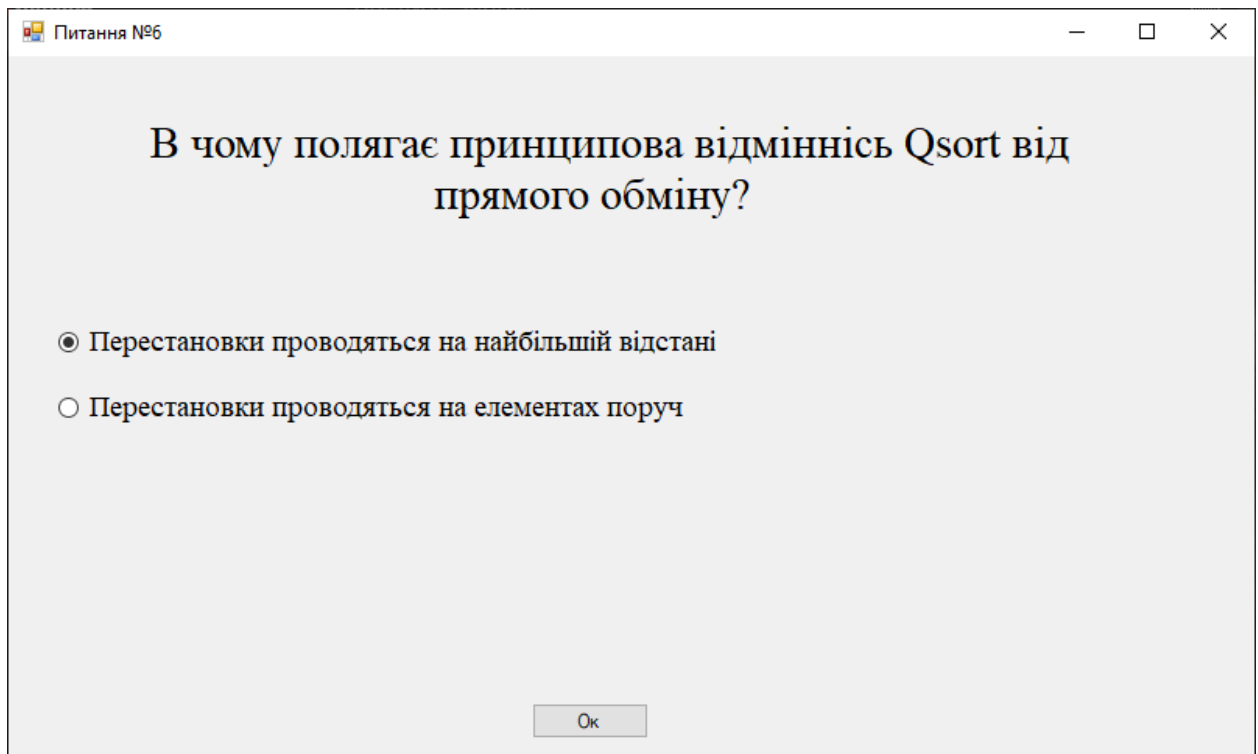 Питання №6
В чому полягає принципова відміннісь Qsort від
прямого обміну?
Перестановки проводяться на найбільшій відстані
Перестановки проводяться на елементах поруч
Ок